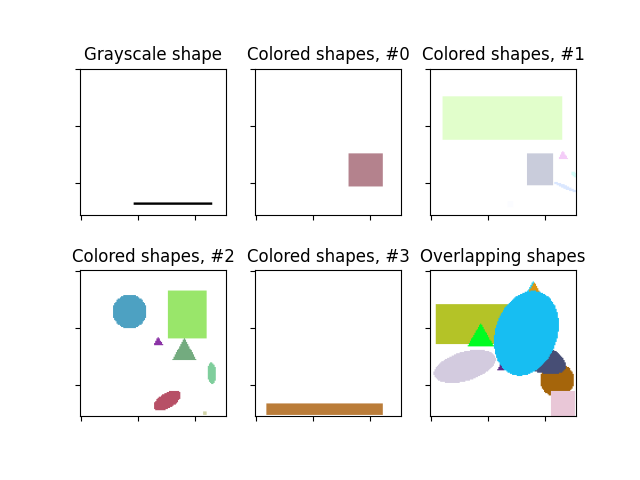 Grayscale shape
Colored shapes, #0
Colored shapes, #1
Colored shapes, #2
Colored shapes, #3
Overlapping shapes